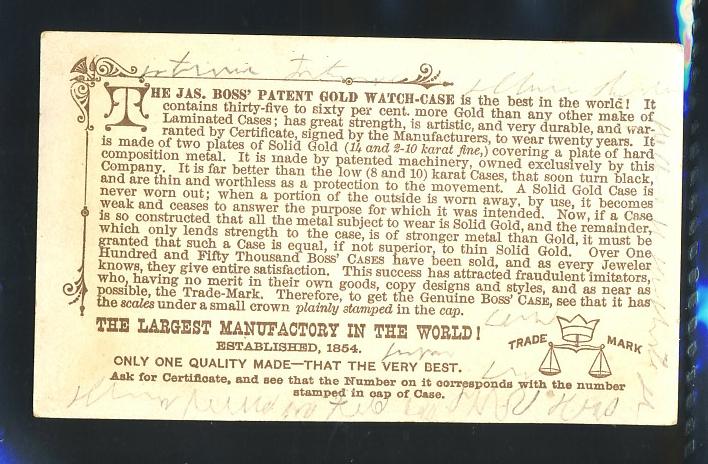 THE JAS. BOSS' PATENT GOLD WATCH-CASE is the best in the world! It
contains thirty-five to sixty per cent. more Gold than any other make of
Laminated Cases; has great strength, is artistic, and very durable, and war-
ranted by Certificate, signed by the Manufacturers, to wear twenty years. It
is made of two plates of Solid Gold (14 and 2-10 karat fine,) covering a plate of hard
composition metal. It is made by patented machinery, owned exclusively by this
Company. It is far better than the low (8 and 10) karat Cases, that soon turn black,
and are thin and worthless as a protection to the movement. A Solid Gold Case is
never worn out; when a portion of the outside is worn away, by use, it becomes
weak and ceases to answer the purpose for which it was intended. Now, if a Case
is so constructed that all the metal subject to wear is Solid Gold, and the remainder,
which only lends strength to the case, is of stronger metal than Gold, it must be
granted that such a Case is equal, if not superior, to thin Solid Gold. Over One
Hundred and Fifty Thousand BOSS' CASES have been sold, and as every Jeweler
knows, they give entire satisfaction. This success has attracted fraudulent imitators,
who, having no merit in their own goods, copy designs and styles, and as near as
possible, the Trade-Mark. Therefore, to get the Genuine BOSS' CASE, see that it has
the scales under a small crown plainly stamped in the cap.
THE LARGEST MANUFACTORY IN THE WORLD!
ESTABLISHED, 1854.
TRADE MARK
ONLY ONE QUALITY MADE—THAT THE VERY BEST.
Ask for Certificate, and see that the Number on it corresponds with the number
stamped in cap of Case.